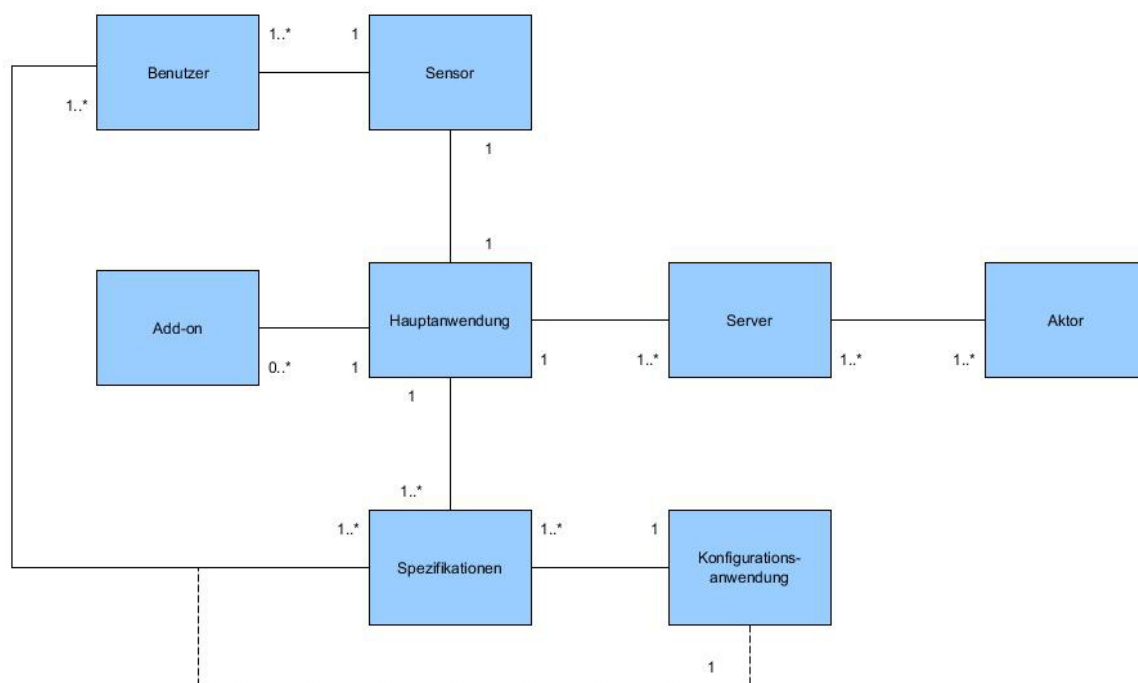 1..*
1
Benutzer
Sensor
1..*
1
1
Add-on
Hauptanwendung
Server
Aktor
0..*
1
1
1..*
1..*
1..*
1
1..*
1..*
1..*
1
Spezifikationen
Konfigurations-
anwendung
1